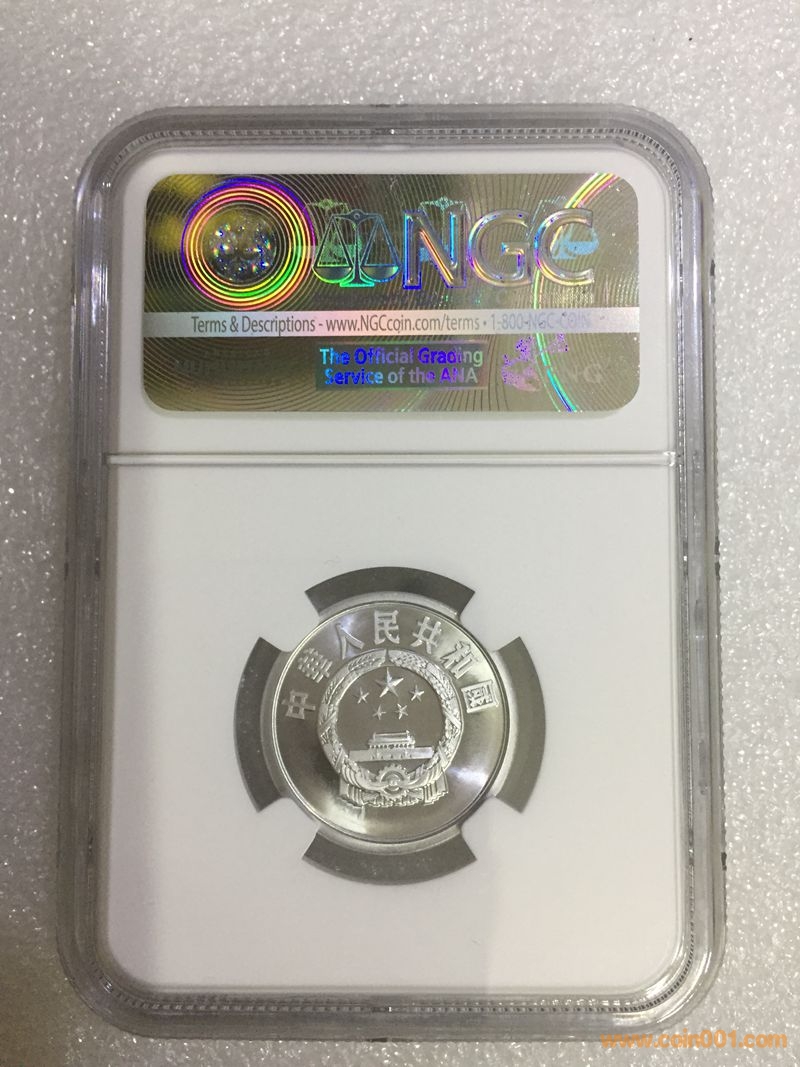 NGC
Terms & Descriptions - www.NGCcoin.com/terms • 1-800-NGC-COIN
The Official Grading
Service of the ANA
NG
中华人民共和国
www.coin001.com